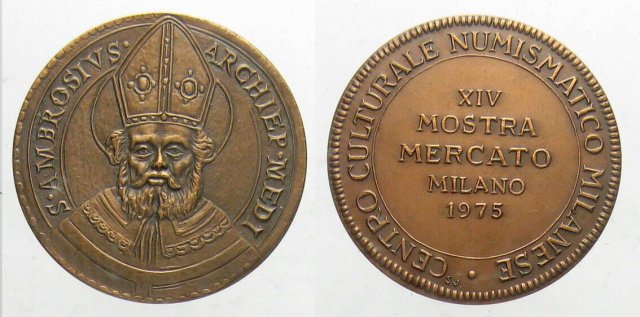 S·AMBROSIVS· ARCHIEP·MEDI
CENTRO CULTURALE NUMISMATICO MILANESE ·
XIV
MOSTRA
MERCATO
MILANO
1975
S.J.